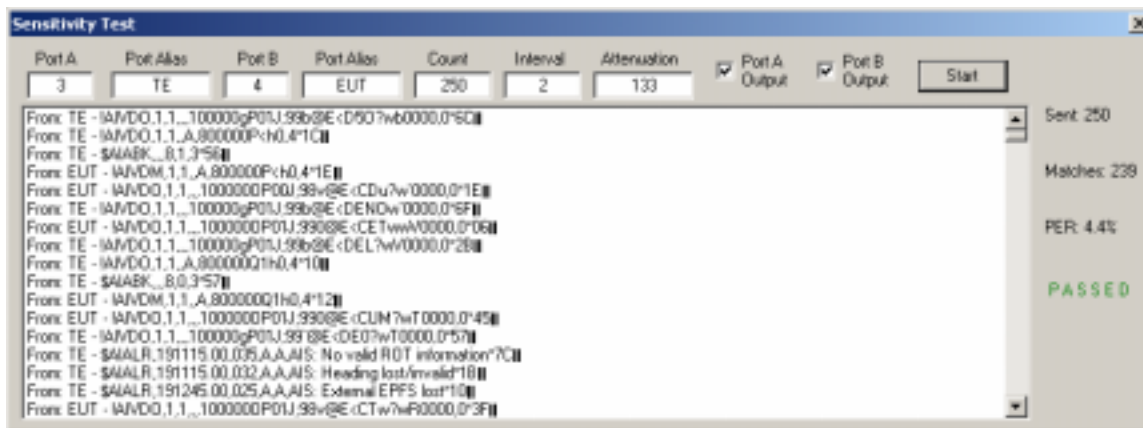 Sensitivity Test
Port A Port Alias Port B Port Alias Count Interval Attenuation
3 TE 4 EUT 250 2 133
Port A Output
Port B Output
Start
From: TE - !AIVDO,1,1,,,100000gP01J;99b@E<D5O?wb0000,0*6C
From: TE - !AIVDO,1,1,,A,800000P<h0,4*1C
From: TE - $AIABK,,,8,1,3*56
From: EUT - !AIVDM,1,1,,A,800000P<h0,4*1E
From: EUT - !AIVDO,1,1,,,1000000P00J;98v@E<CDu?w'0000,0*1E
From: TE - !AIVDO,1,1,,,100000gP01J;99b@E<DENOw'0000,0*6F
From: EUT - !AIVDO,1,1,,,1000000P01J;990@E<CETwwV0000,0*06
From: TE - !AIVDO,1,1,,,100000gP01J;99b@E<DEL?wV0000,0*2B
From: TE - !AIVDO,1,1,,A,800000Q1h0,4*10
From: TE - $AIABK,,,8,0,3*57
From: EUT - !AIVDM,1,1,,A,800000Q1h0,4*12
From: EUT - !AIVDO,1,1,,,1000000P01J;990@E<CUM?wT0000,0*45
From: TE - !AIVDO,1,1,,,100000gP01J;99'@E<DE0?wT0000,0*57
From: TE - $AIALR,191115.00,035,A,A,AIS: No valid ROT information*7C
From: TE - $AIALR,191115.00,032,A,A,AIS: Heading lost/invalid*18
From: TE - $AIALR,191245.00,025,A,A,AIS: External EPFS lost*10
From: EUT - !AIVDO,1,1,,,1000000P01J;98v@E<CTw?wR0000,0*3F
Sent: 250
Matches: 239
PER: 4.4%
PASSED